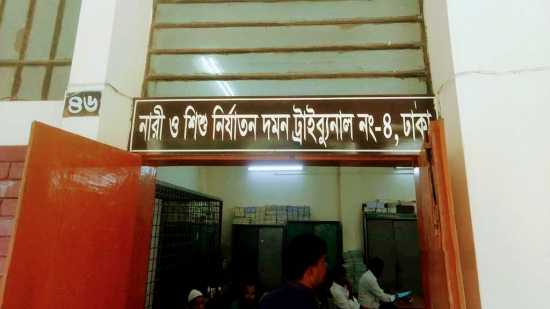 ৪৬
নারী ও শিশু নির্যাতন দমন ট্রাইব্যুনাল নং-৪, ঢাকা